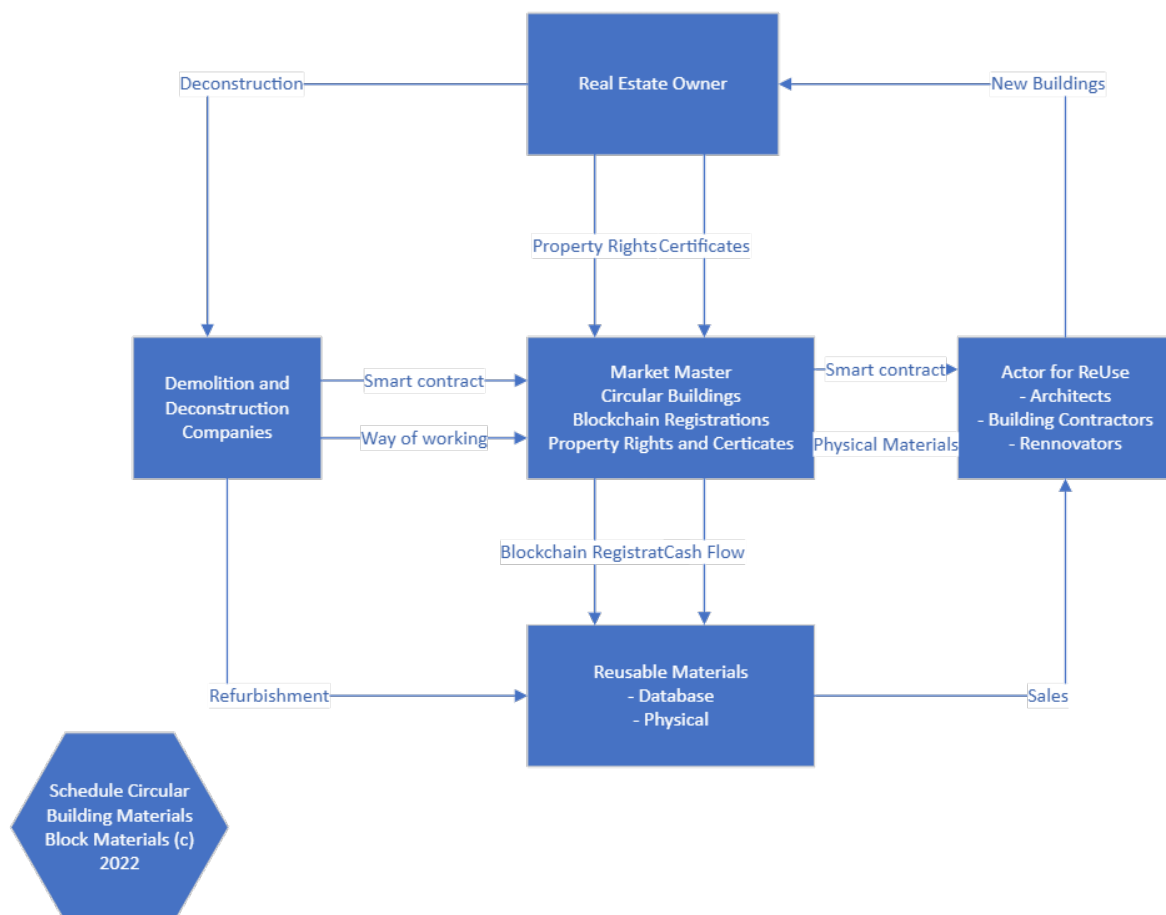 Deconstruction
Real Estate Owner
New Buildings
Property Rights
Certificates
Demolition and
Deconstruction
Companies
Smart contract
Way of working
Market Master
Circular Buildings
Blockchain Registrations
Property Rights and Certicates
Smart contract
Physical Materials
Actor for ReUse
- Architects
- Building Contractors
- Rennovators
Blockchain Registrat
Cash Flow
Refurbishment
Reusable Materials
- Database
- Physical
Sales
Schedule Circular
Building Materials
Block Materials (c)
2022